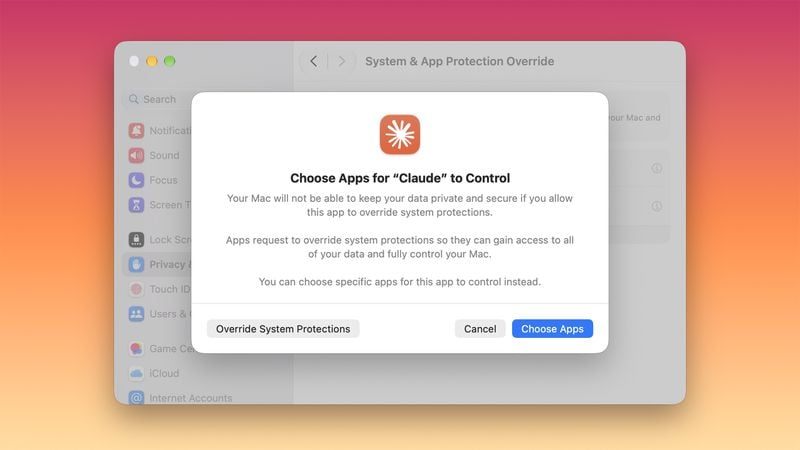 System & App Protection Override
Search
Notificati
Sound
Focus
Screen T
Lock Scre
Privacy &
Touch ID
Users &
Game Cen
iCloud
Internet Accounts
our Mac and
Choose Apps for “Claude” to Control
Your Mac will not be able to keep your data private and secure if you allow
this app to override system protections.
Apps request to override system protections so they can gain access to all
of your data and fully control your Mac.
You can choose specific apps for this app to control instead.
Override System Protections
Cancel
Choose Apps